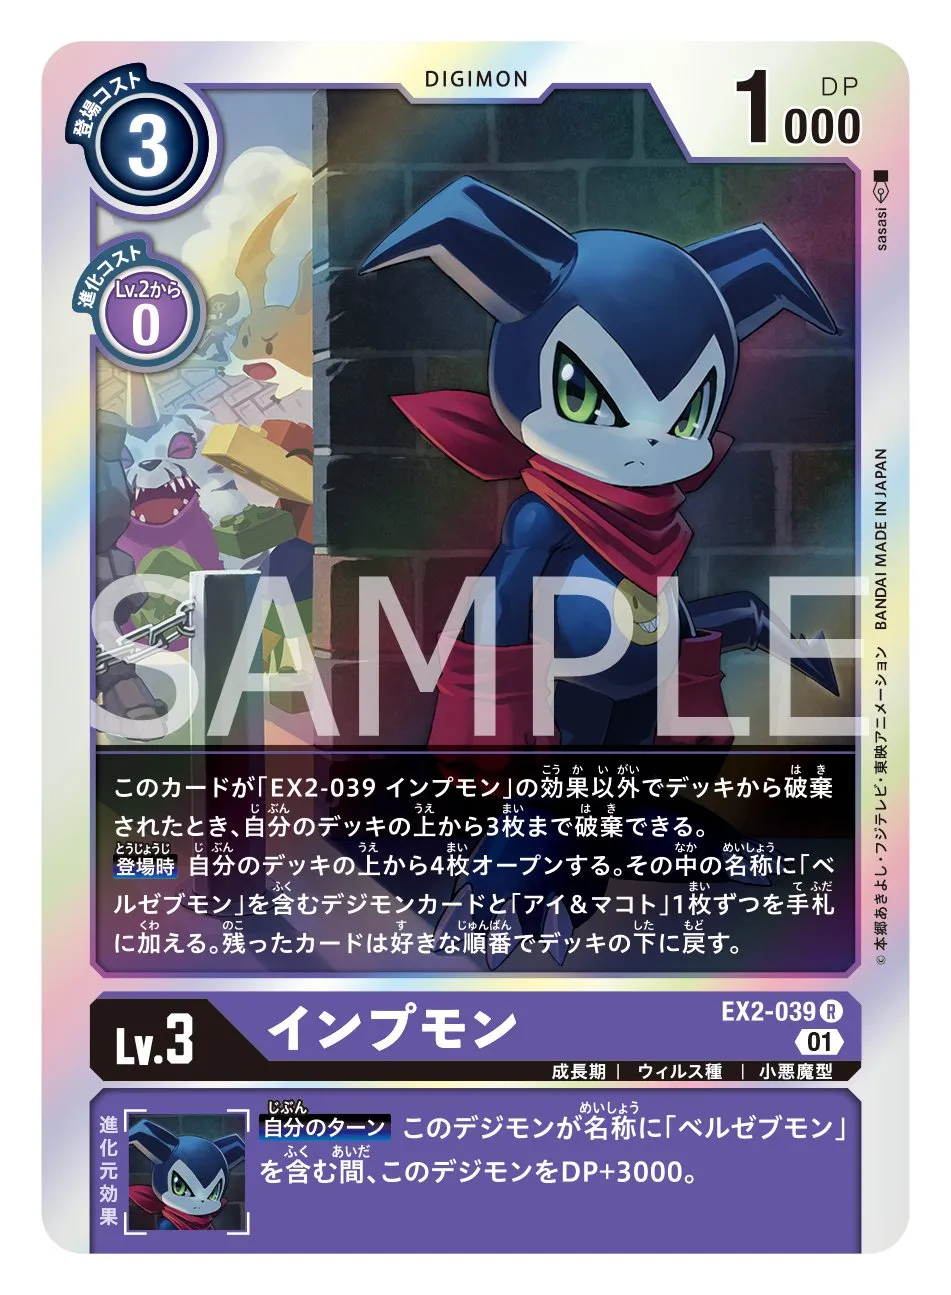 DIGIMON
登場コスト
3
DP
1000
進化コスト
Lv.2から
0
sasasi
SAMPLE
このカードが「EX2-039 インプモン」の効果以外でデッキから破棄
されたとき、自分のデッキの上から3枚まで破棄できる。
登場時 自分のデッキの上から4枚オープンする。その中の名称に「ベ
ルゼブモン」を含むデジモンカードと「アイ&マコト」1枚ずつを手札
に加える。残ったカードは好きな順番でデッキの下に戻す。
©本郷あきよし・フジテレビ・東映アニメーション BANDAI MADE IN JAPAN
Lv.3
インプモン
EX2-039 R
01
成長期 | ウィルス種 | 小悪魔型
進化元効果
自分のターン このデジモンが名称に「ベルゼブモン」
を含む間、このデジモンをDP+3000。